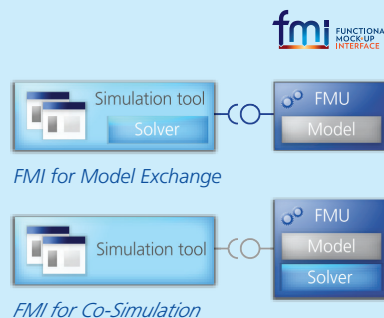 fmi
FUNCTIONAL
MOCK-UP
INTERFACE
Simulation tool
Solver
FMU
Model
FMI for Model Exchange
Simulation tool
FMU
Model
Solver
FMI for Co-Simulation